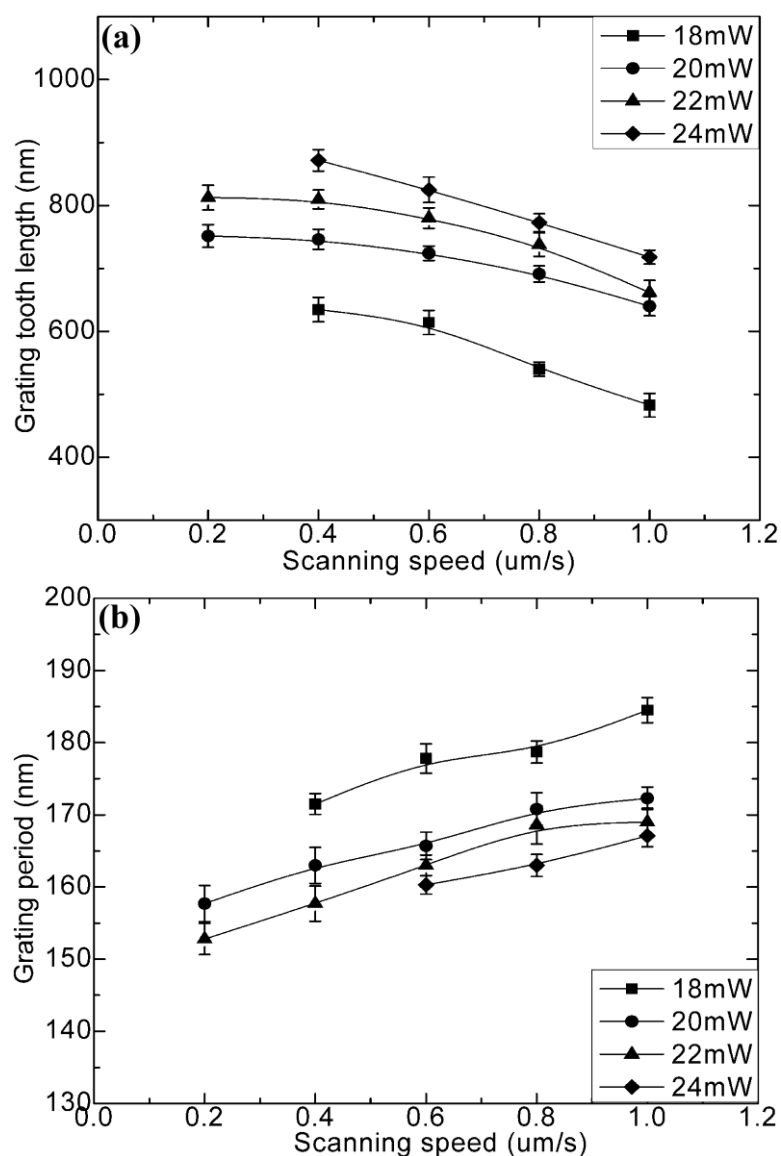 (a)
18mW
20mW
22mW
24mW
1000
800
600
400
Grating tooth length (nm)
0.0 0.2 0.4 0.6 0.8 1.0 1.2
Scanning speed (um/s)
(b)
200
190
180
170
160
150
140
130
Grating period (nm)
18mW
20mW
22mW
24mW
0.0 0.2 0.4 0.6 0.8 1.0 1.2
Scanning speed (um/s)